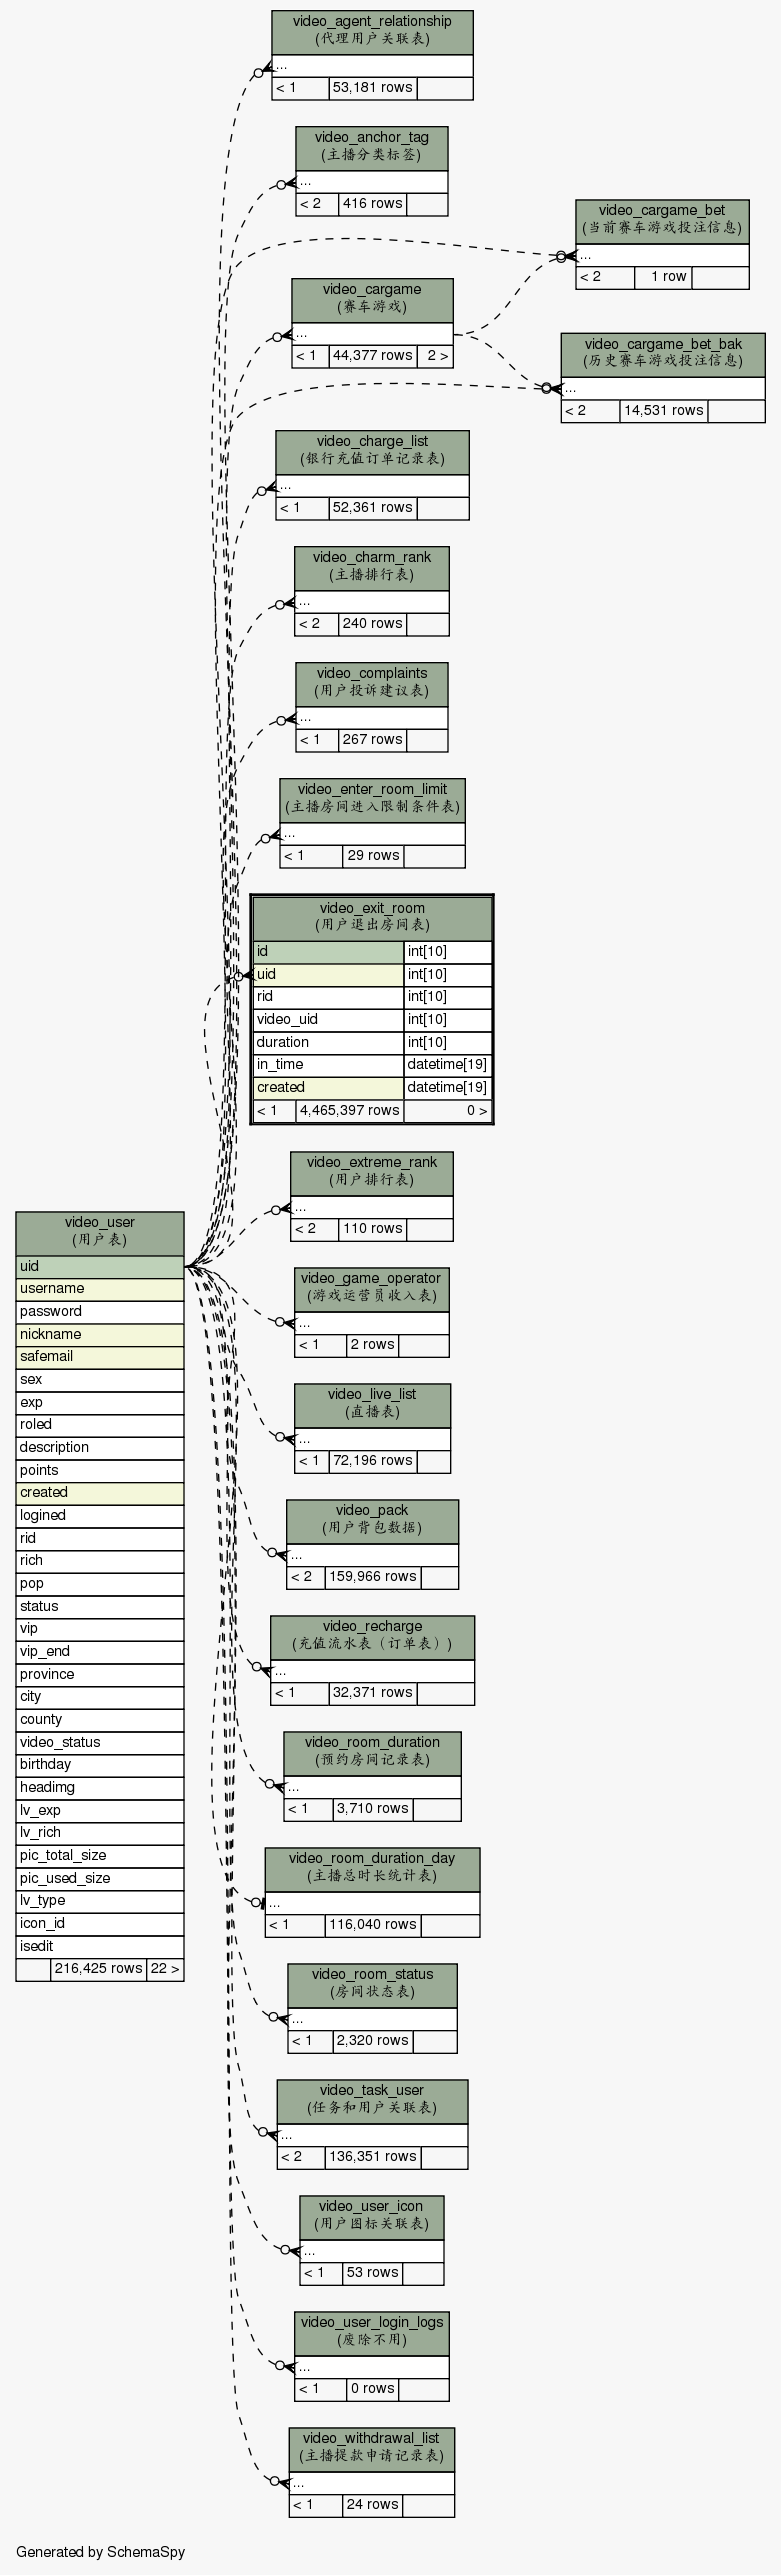 video_agent_relationship
(代理用户关联表)
...
< 1 53,181 rows
video_anchor_tag
(主播分类标签)
...
< 2 416 rows
video_cargame_bet
(当前赛车游戏投注信息)
...
< 2 1 row
video_cargame
(赛车游戏)
...
< 1 44,377 rows 2 >
video_cargame_bet_bak
(历史赛车游戏投注信息)
...
< 2 14,531 rows
video_charge_list
(银行充值订单记录表)
...
< 1 52,361 rows
video_charm_rank
(主播排行表)
...
< 2 240 rows
video_complaints
(用户投诉建议表)
...
< 1 267 rows
video_enter_room_limit
(主播房间进入限制条件表)
...
< 1 29 rows
video_exit_room
(用户退出房间表)
id int[10]
uid int[10]
rid int[10]
video_uid int[10]
duration int[10]
in_time datetime[19]
created datetime[19]
< 1 4,465,397 rows 0 >
video_extreme_rank
(用户排行表)
...
< 2 110 rows
video_user
(用户表)
uid
username
password
nickname
safemail
sex
exp
roled
description
points
created
logined
rid
rich
pop
status
vip
vip_end
province
city
county
video_status
birthday
headimg
lv_exp
lv_rich
pic_total_size
pic_used_size
lv_type
icon_id
isedit
216,425 rows 22 >
video_game_operator
(游戏运营员收入表)
...
< 1 2 rows
video_live_list
(直播表)
...
< 1 72,196 rows
video_pack
(用户背包数据)
...
< 2 159,966 rows
video_recharge
(充值流水表（订单表）)
...
< 1 32,371 rows
video_room_duration
(预约房间记录表)
...
< 1 3,710 rows
video_room_duration_day
(主播总时长统计表)
...
< 1 116,040 rows
video_room_status
(房间状态表)
...
< 1 2,320 rows
video_task_user
(任务和用户关联表)
...
< 2 136,351 rows
video_user_icon
(用户图标关联表)
...
< 1 53 rows
video_user_login_logs
(废除不用)
...
< 1 0 rows
video_withdrawal_list
(主播提款申请记录表)
...
< 1 24 rows
Generated by SchemaSpy